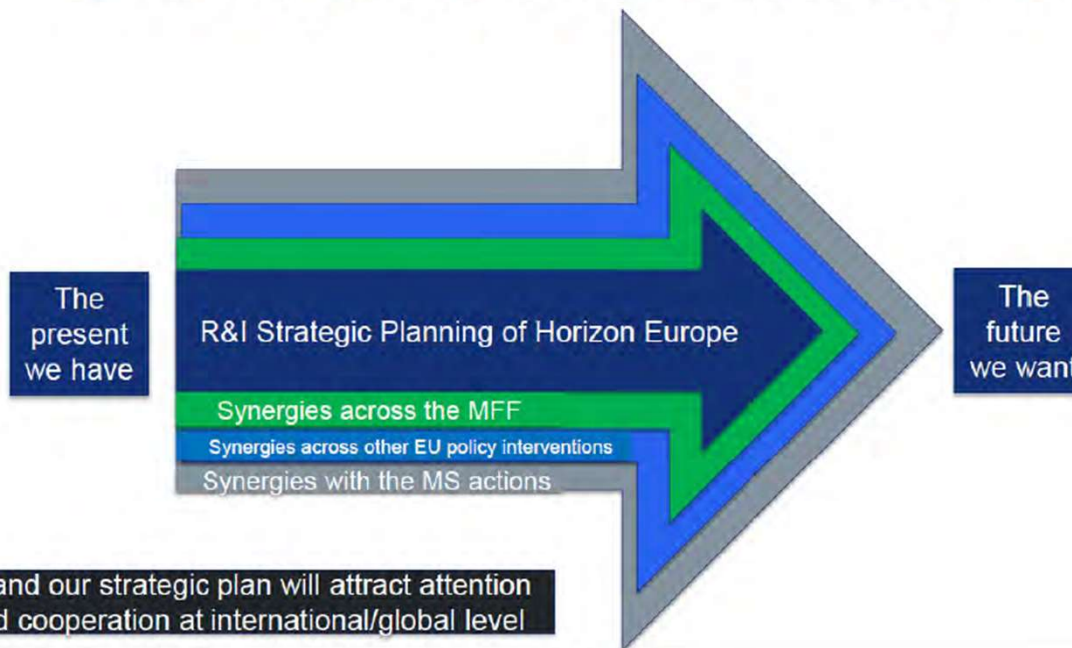 The
present
we have
R&I Strategic Planning of Horizon Europe
Synergies across the MFF
Synergies across other EU policy interventions
Synergies with the MS actions
The
future
we want
and our strategic plan will attract attention
cooperation at international/global level